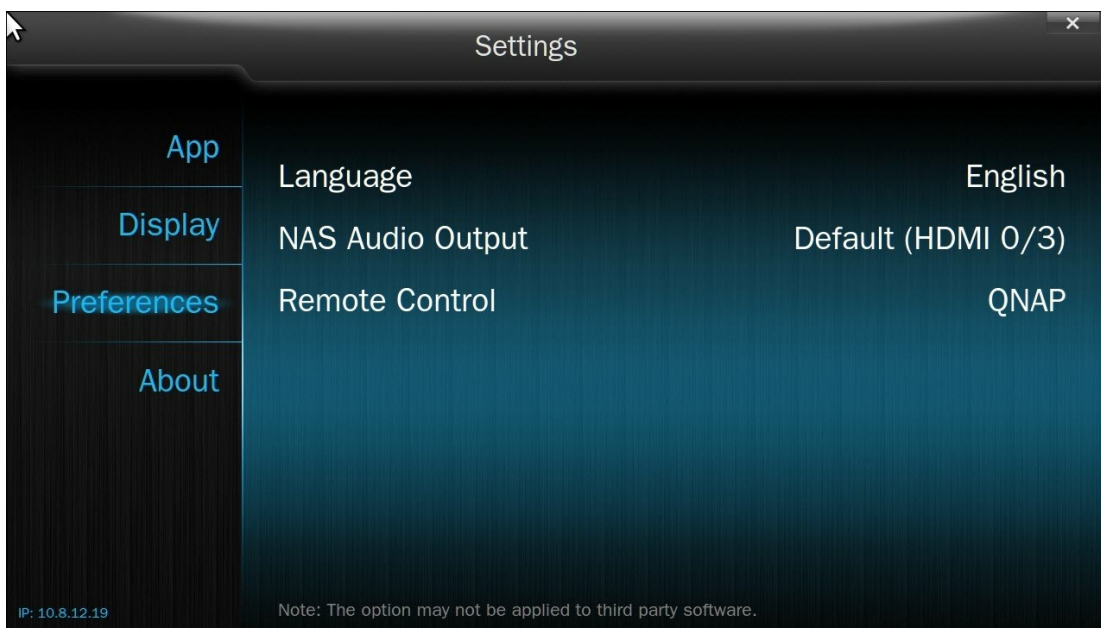 Settings
×
App
Display
Preferences
About
Language English
NAS Audio Output Default (HDMI 0/3)
Remote Control QNAP
IP: 10.8.12.19
Note: The option may not be applied to third party software.